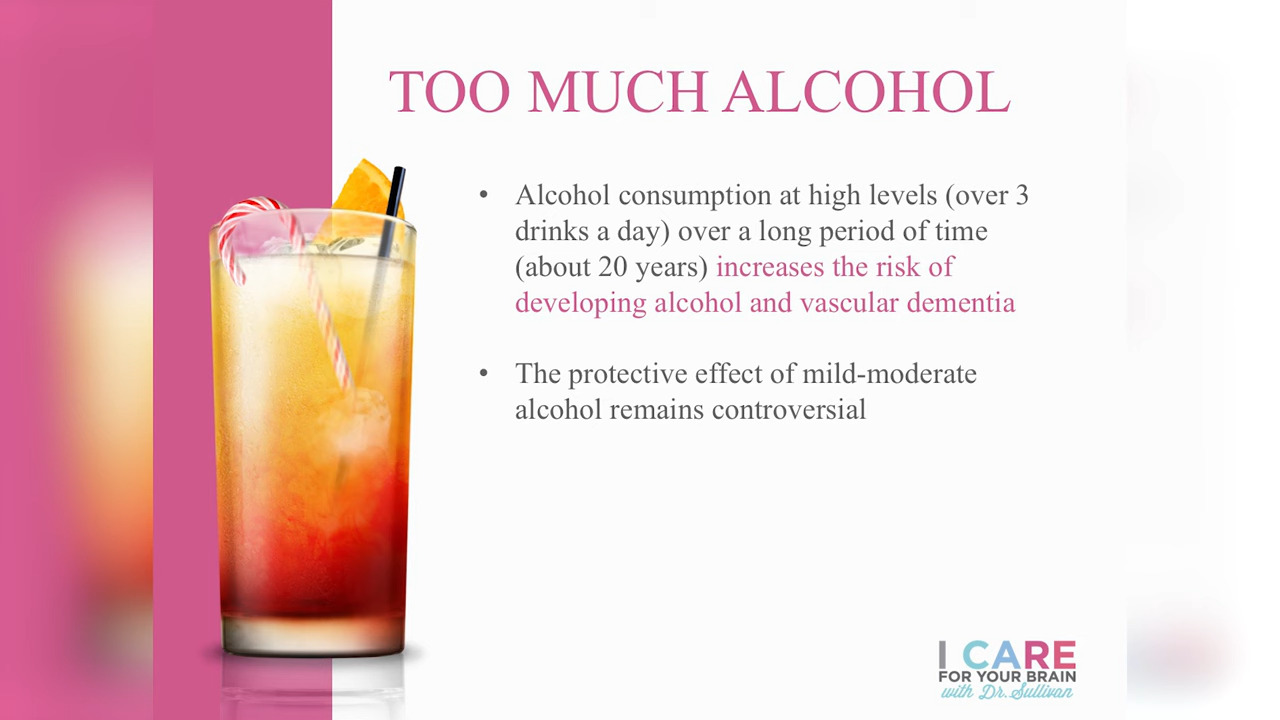 TOO MUCH ALCOHOL
• Alcohol consumption at high levels (over 3
drinks a day) over a long period of time
(about 20 years) increases the risk of
developing alcohol and vascular dementia
• The protective effect of mild-moderate
alcohol remains controversial
I CARE
FOR YOUR BRAIN
with Dr. Sullivan